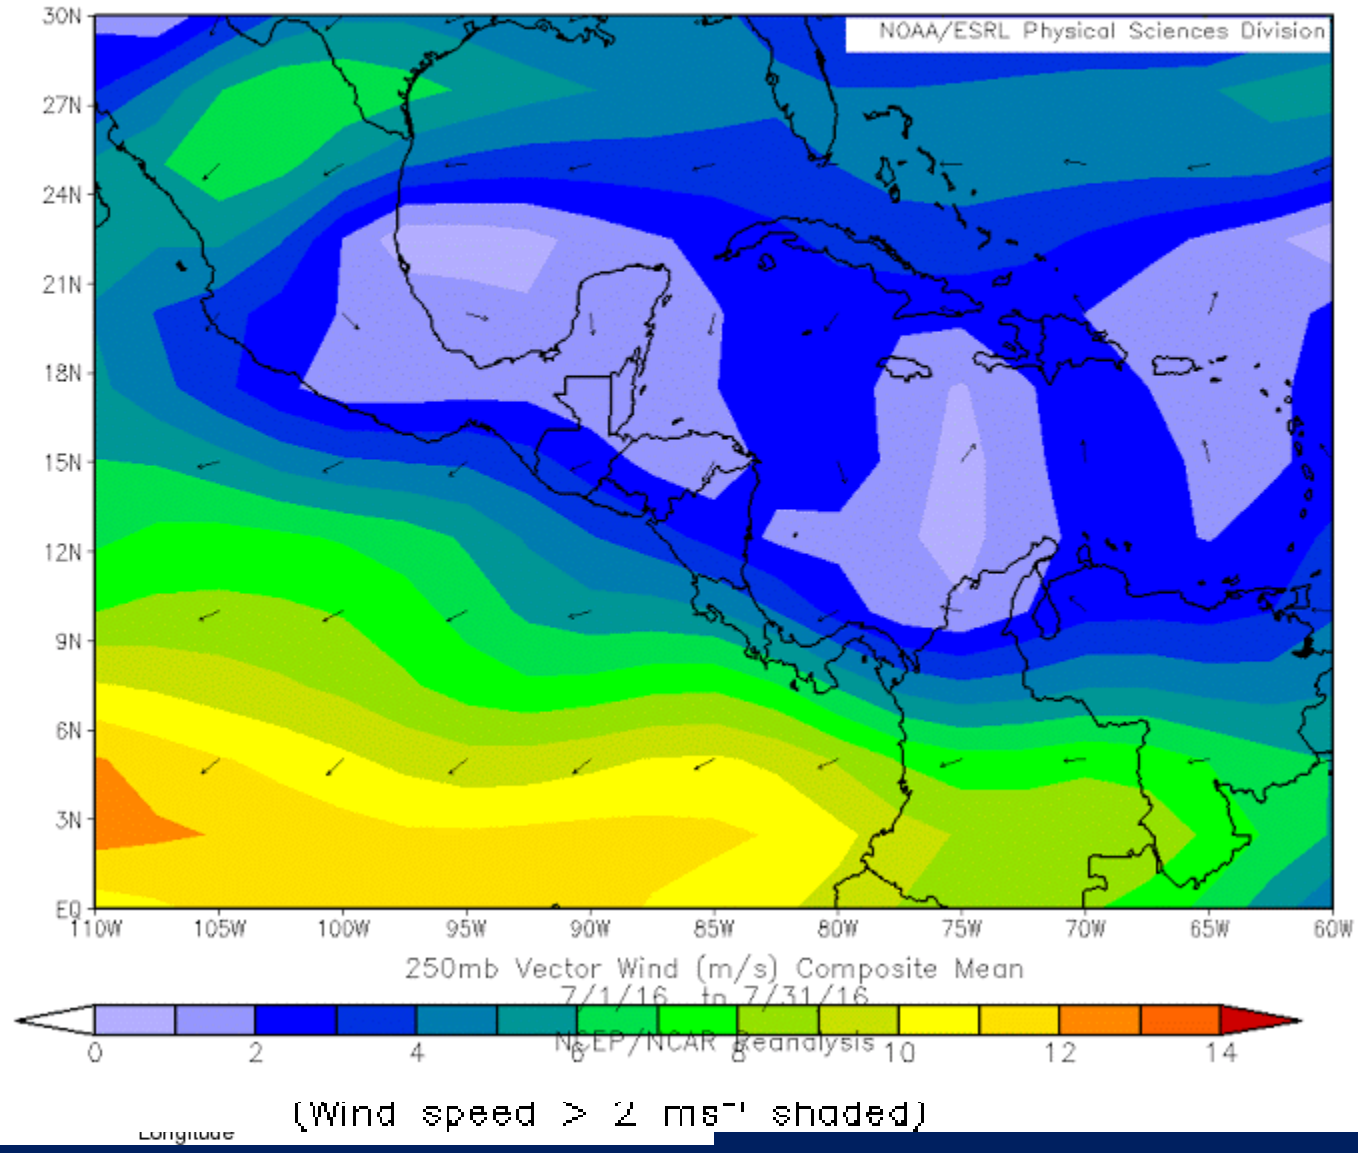 30N
NOAA/ESRL Physical Sciences Division
27N
24N
21N
18N
15N
12N
9N
6N
3N
EQ
110W 105W 100W 95W 90W 85W 80W 75W 70W 65W 60W
250mb Vector Wind (m/s) Composite Mean
7/1/16 to 7/31/16
NCEP/NCAR Reanalysis
0 2 4 6 8 10 12 14
(Wind speed > 2 ms⁻¹ shaded)
Longitude